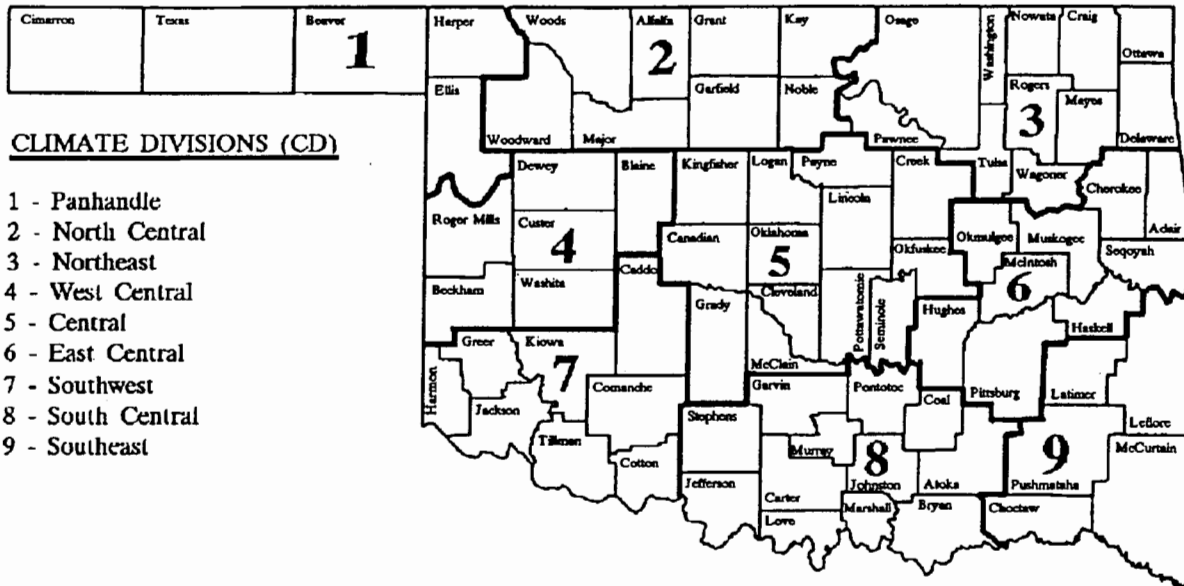 Cimarron Texas Beaver Harper Woods Alfalfa Grant Kay Osage Washington Nowata Craig
1 2 Ottawa
Ellis Garfield Noble Rogers Mayes
3
Woodward Major Pawnee Delaware
CLIMATE DIVISIONS (CD)
1 - Panhandle
2 - North Central
3 - Northeast
4 - West Central
5 - Central
6 - East Central
7 - Southwest
8 - South Central
9 - Southeast
Dewey Blaine Kingfisher Logan Payne Creek Tulsa Wagoner
Cherokee
Lincoln
Roger Mills Custer Canadian Oklahoma Okmulgee Muskogee Adair
4 5 Okfuskee McIntosh Seqoyah
Caddo 6
Beckham Washita Cleveland
Grady Pottawatomie Seminole Hughes Haskell
Greer Kiowa
7 McClain
Harmon Comanche Garvin Pontotoc Pittsburg Latimer
Jackson Stephens Coal Leflore
Tillman Murray 8 9 McCurtain
Cotton
Jefferson Johnston Atoka Pushmataha
Carter Marshall Bryan Choctaw
Love